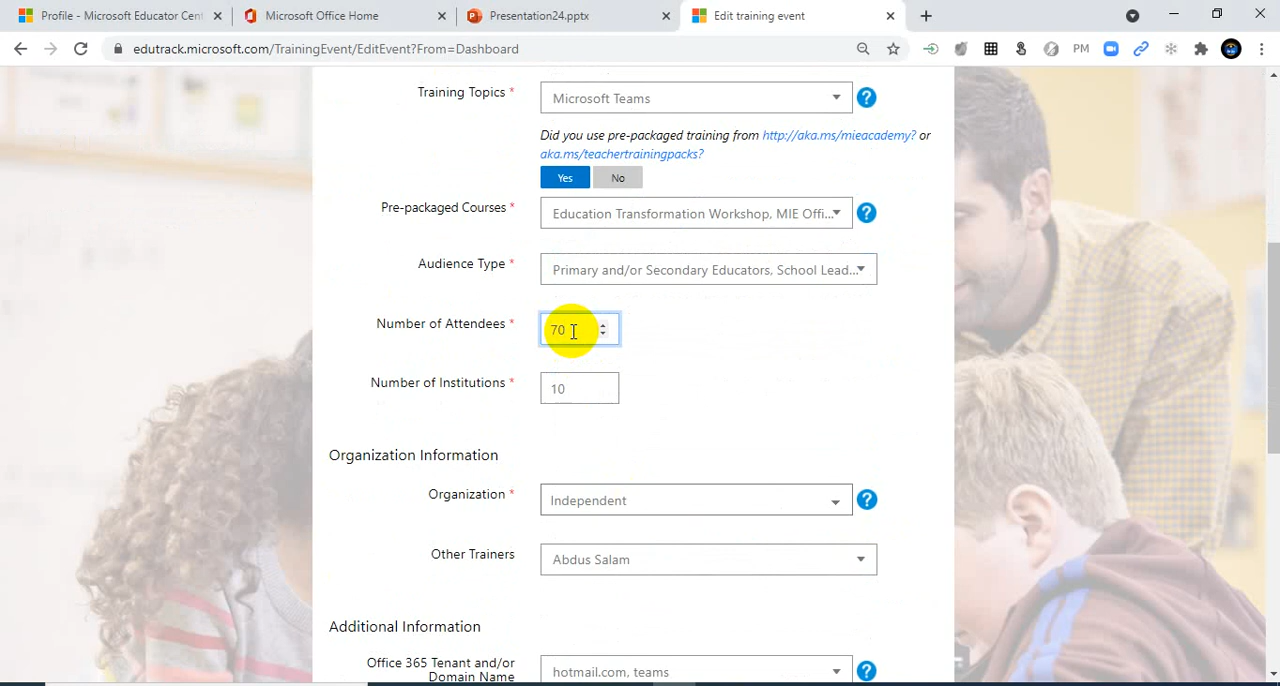 Profile - Microsoft Educator Cen
Microsoft Office Home
Presentation24.pptx
Edit training event
edutrack.microsoft.com/TrainingEvent/EditEvent?From=Dashboard
PM
Training Topics *
Microsoft Teams
?
Did you use pre-packaged training from http://aka.ms/mieacademy? or
aka.ms/teachertrainingpacks?
Yes
No
Pre-packaged Courses *
Education Transformation Workshop, MIE Offi...
?
Audience Type *
Primary and/or Secondary Educators, School Lead...
Number of Attendees *
70
Number of Institutions *
10
Organization Information
Organization *
Independent
?
Other Trainers
Abdus Salam
Additional Information
Office 365 Tenant and/or
Domain Name
hotmail.com, teams
?